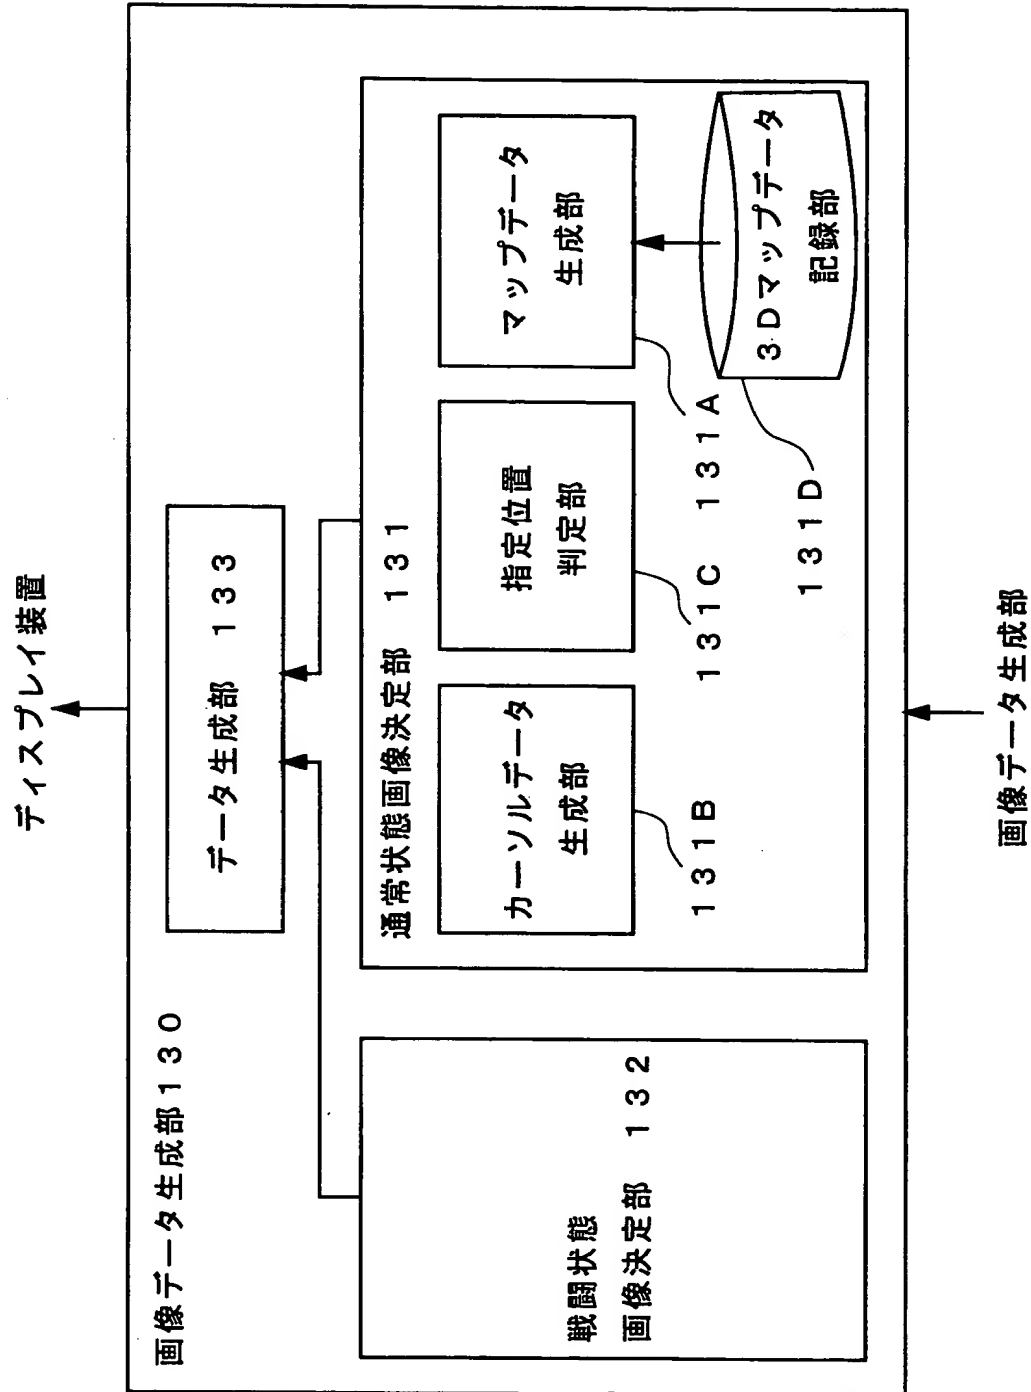 ディスプレイ装置
画像データ生成部130
データ生成部 133
戦闘状態
画像決定部 132
通常状態画像決定部 131
カーソルデータ
生成部
131B
指定位置
判定部
131C
マップデータ
生成部
131A
3Dマップデータ
記録部
131D
画像データ生成部